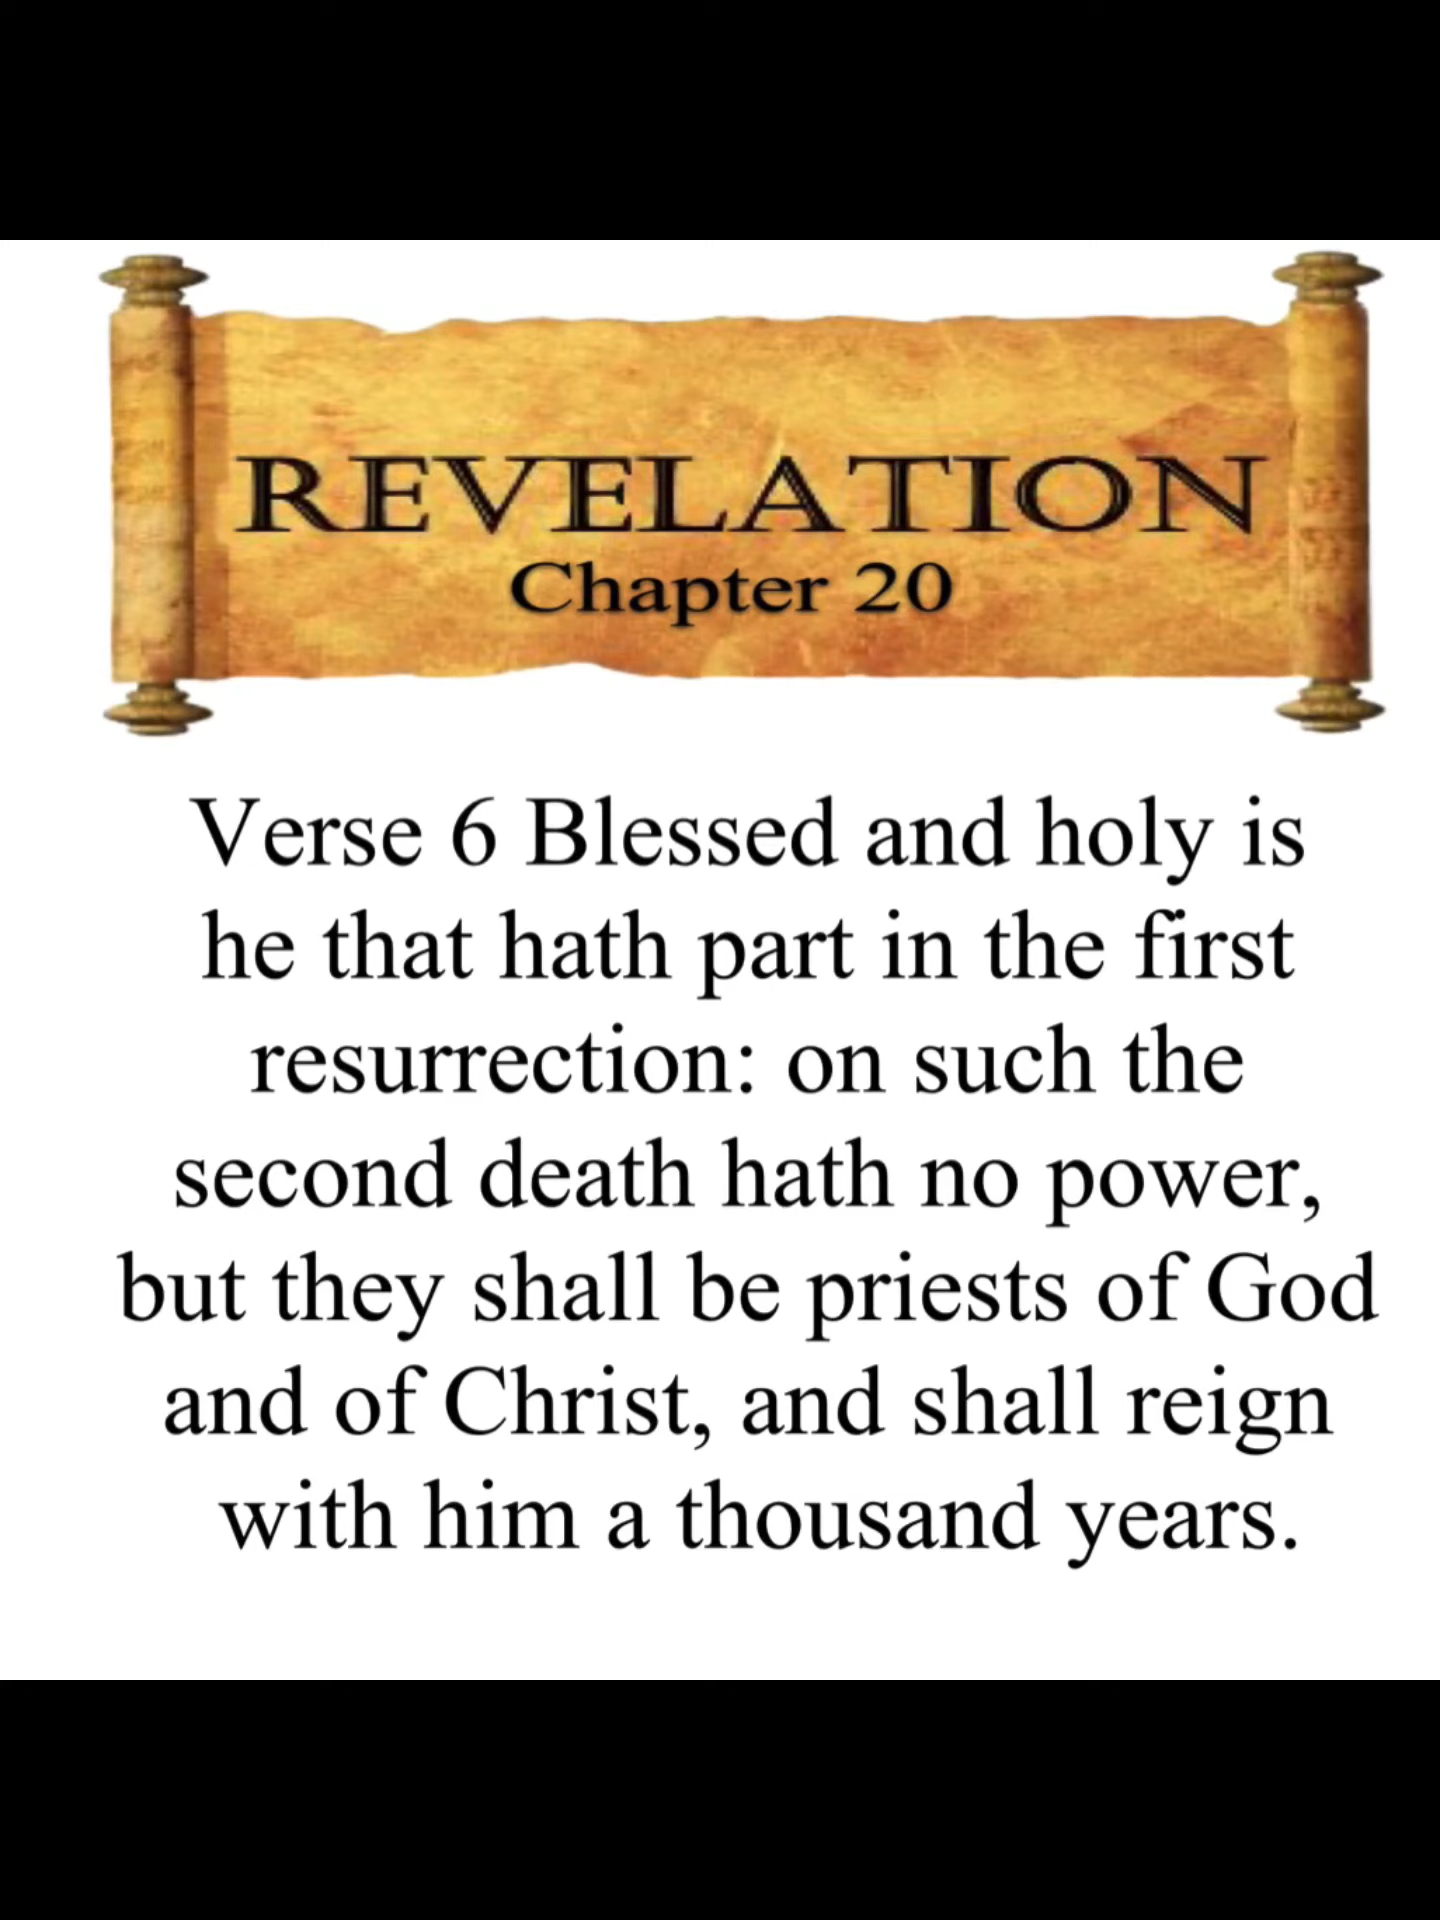 REVELATION
Chapter 20
Verse 6 Blessed and holy is
he that hath part in the first
resurrection: on such the
second death hath no power,
but they shall be priests of God
and of Christ, and shall reign
with him a thousand years.